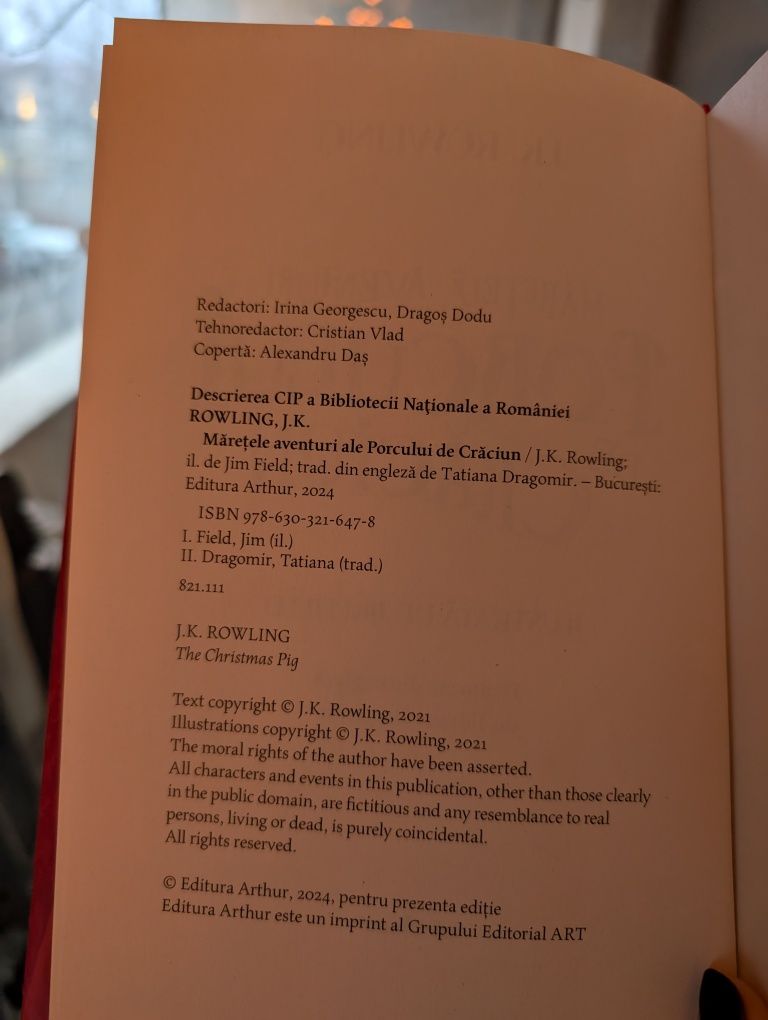 Redactori: Irina Georgescu, Dragoș Dodu
Tehnoredactor: Cristian Vlad
Copertă: Alexandru Daș
Descrierea CIP a Bibliotecii Naţionale a României
ROWLING, J.K.
Mărețele aventuri ale Porcului de Crăciun / J.K. Rowling;
il. de Jim Field; trad. din engleză de Tatiana Dragomir. – București:
Editura Arthur, 2024
ISBN 978-630-321-647-8
I. Field, Jim (il.)
II. Dragomir, Tatiana (trad.)
821.111
J.K. ROWLING
The Christmas Pig
Text copyright © J.K. Rowling, 2021
Illustrations copyright © J.K. Rowling, 2021
The moral rights of the author have been asserted.
All characters and events in this publication, other than those clearly
in the public domain, are fictitious and any resemblance to real
persons, living or dead, is purely coincidental.
All rights reserved.
© Editura Arthur, 2024, pentru prezenta ediție
Editura Arthur este un imprint al Grupului Editorial ART